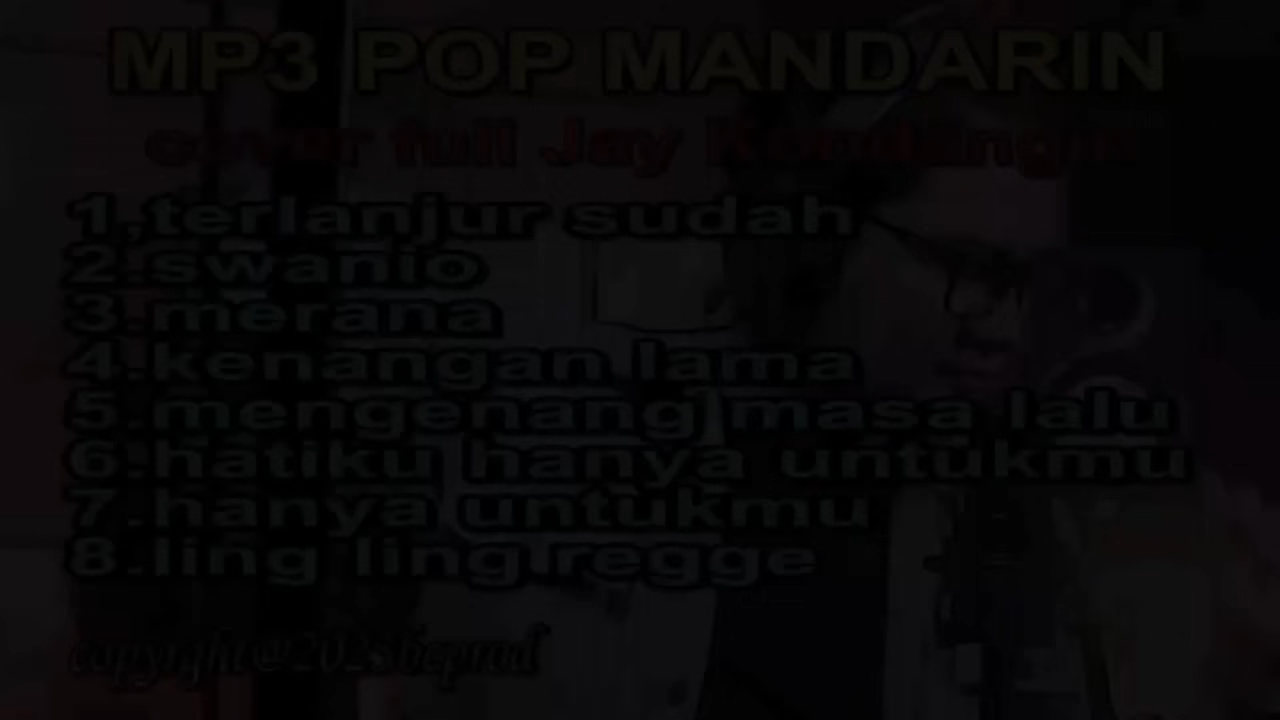 MP3 POP MANDARIN
cover full Jay
1,terlanjur sudah
2.swanio
3.merana
4.kenangan lama
5.mengenang masa lalu
6.hatiku hanya untukmu
7.hanya untukmu
8.ling ling regge